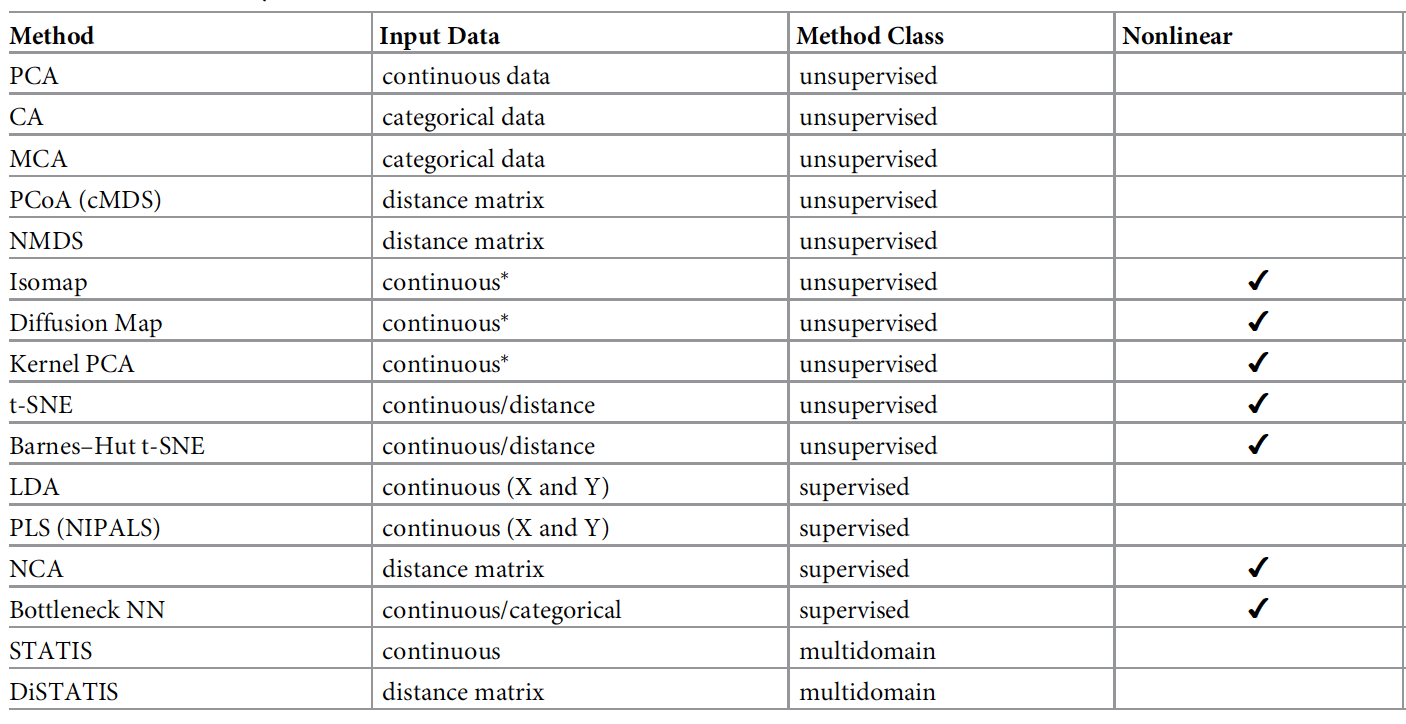 Method Input Data Method Class Nonlinear
PCA continuous data unsupervised
CA categorical data unsupervised
MCA categorical data unsupervised
PCoA (cMDS) distance matrix unsupervised
NMDS distance matrix unsupervised
Isomap continuous* unsupervised ✔
Diffusion Map continuous* unsupervised ✔
Kernel PCA continuous* unsupervised ✔
t-SNE continuous/distance unsupervised ✔
Barnes–Hut t-SNE continuous/distance unsupervised ✔
LDA continuous (X and Y) supervised
PLS (NIPALS) continuous (X and Y) supervised
NCA distance matrix supervised ✔
Bottleneck NN continuous/categorical supervised ✔
STATIS continuous multidomain
DiSTATIS distance matrix multidomain